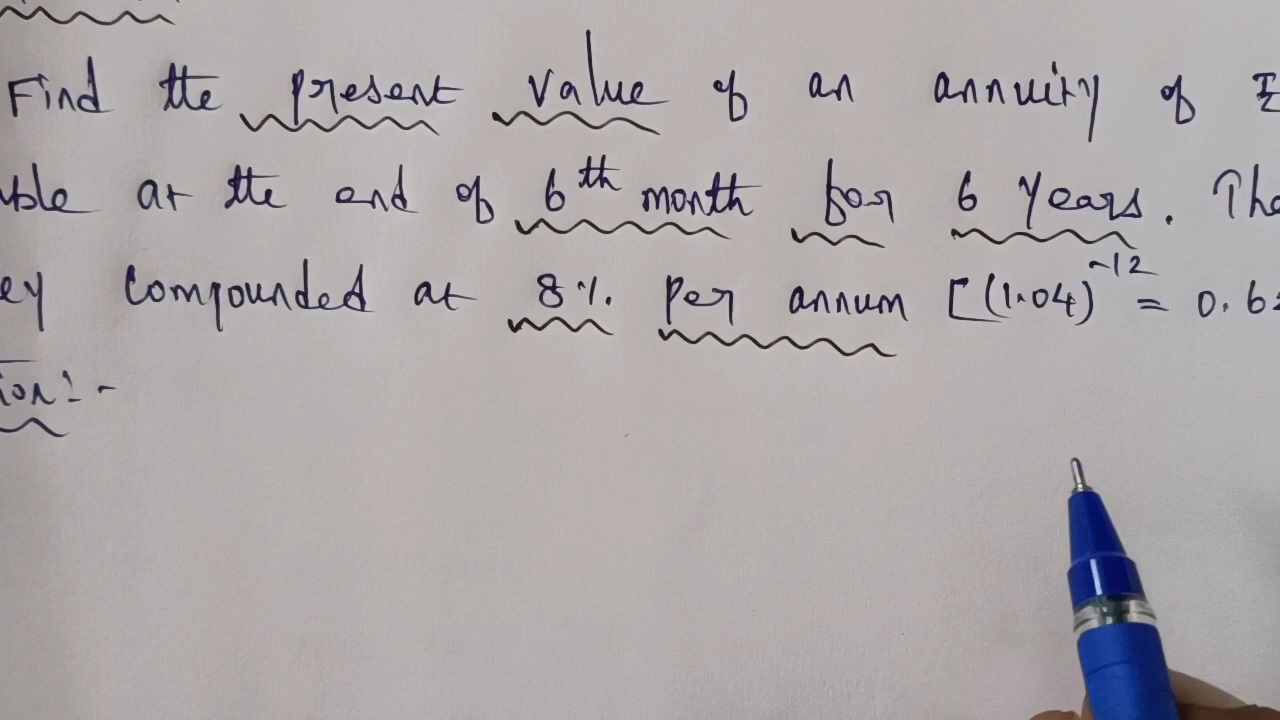 Find the present value of an annuity of ₹
able at the end of 6th month for 6 years. The
ey compounded at 8% per annum [(1.04)^-12 = 0.6
ion:-